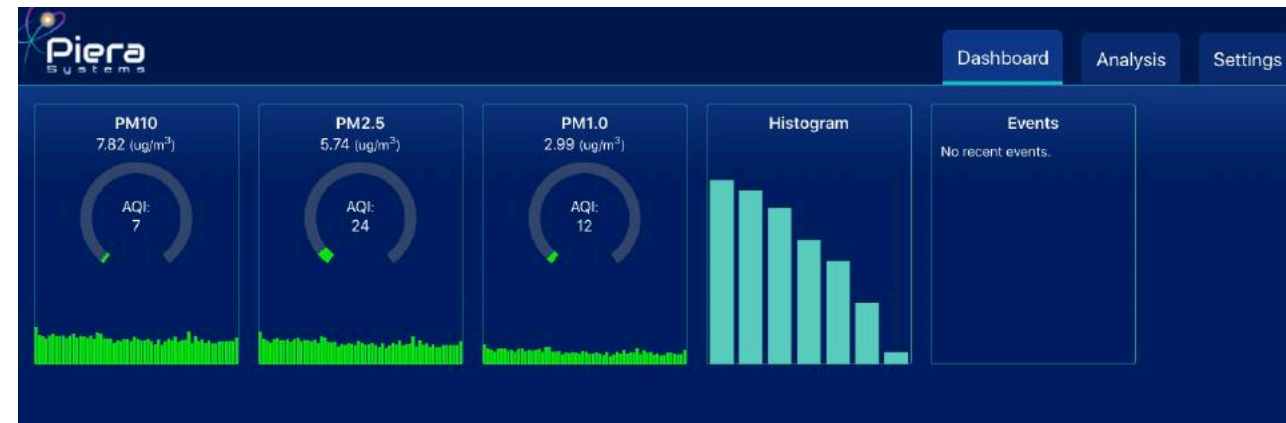 Piera
Systems
Dashboard
Analysis
Settings
PM10
7.82 (ug/m³)
AQI:
7
PM2.5
5.74 (ug/m³)
AQI:
24
PM1.0
2.99 (ug/m³)
AQI:
12
Histogram
Events
No recent events.